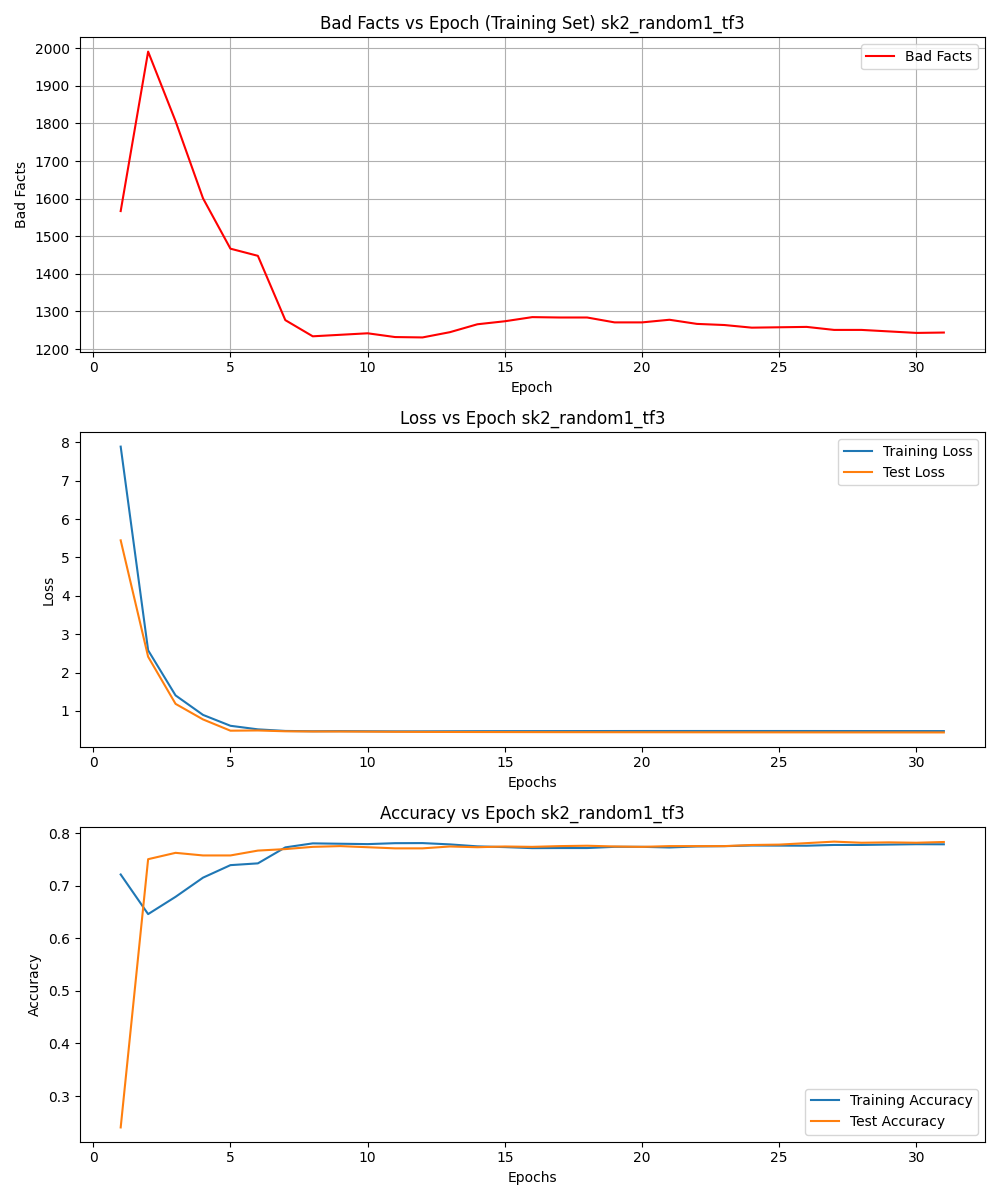 Bad Facts vs Epoch (Training Set) sk2_random1_tf3
2000
1900
1800
1700
1600
1500
1400
1300
1200
Bad Facts
Bad Facts
0 5 10 15 20 25 30
Epoch
Loss vs Epoch sk2_random1_tf3
8
7
6
5
4
3
2
1
Loss
Training Loss
Test Loss
0 5 10 15 20 25 30
Epochs
Accuracy vs Epoch sk2_random1_tf3
0.8
0.7
0.6
0.5
0.4
0.3
Accuracy
Training Accuracy
Test Accuracy
0 5 10 15 20 25 30
Epochs